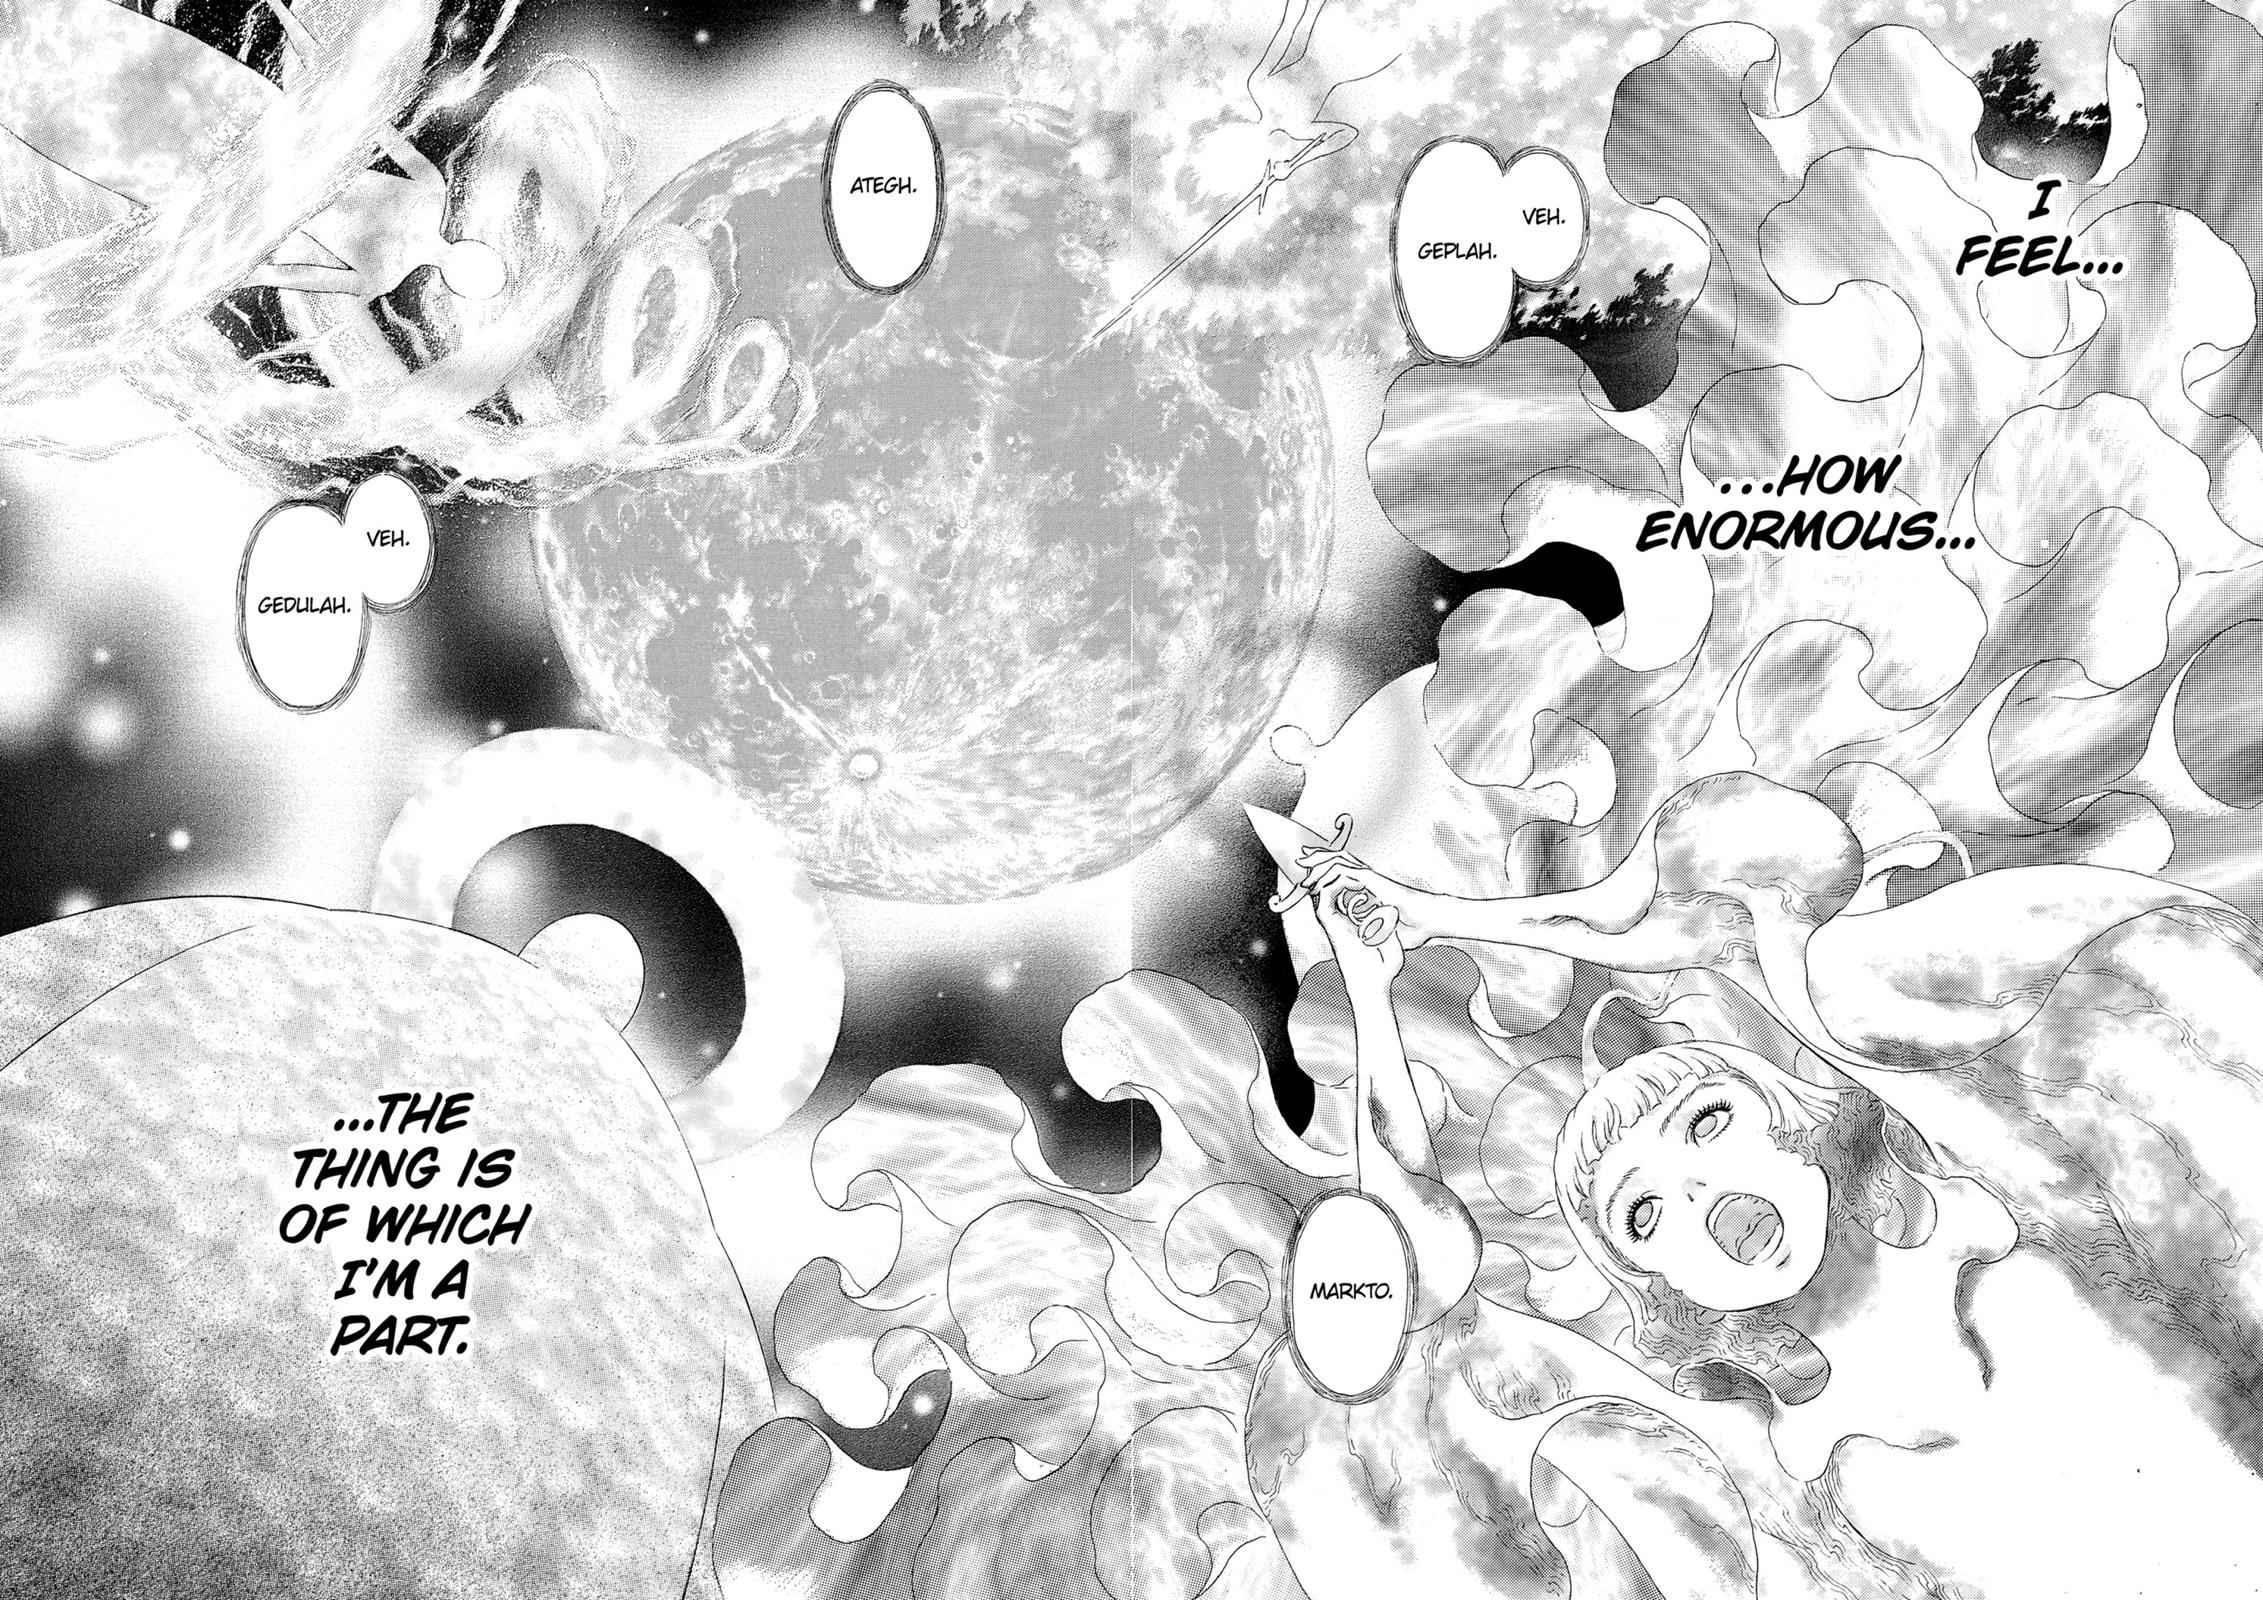 I
FEEL...
...HOW
ENORMOUS...
VEH.
GEPLAH.
MARKTO.
ATEGH.
VEH.
GEDULAH.
...THE
THING IS
OF WHICH
I'M A
PART.